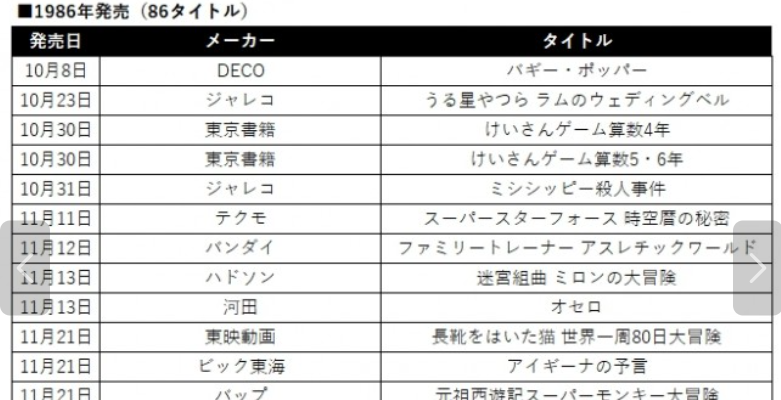 ■1986年発売（86タイトル）
発売日 メーカー タイトル
10月8日 DECO バギー・ポッパー
10月23日 ジャレコ うる星やつら ラムのウェディングベル
10月30日 東京書籍 けいさんゲーム算数4年
10月30日 東京書籍 けいさんゲーム算数5・6年
10月31日 ジャレコ ミシシッピー殺人事件
11月11日 テクモ スーパースターフォース 時空暦の秘密
11月12日 バンダイ ファミリートレーナー アスレチックワールド
11月13日 ハドソン 迷宮組曲 ミロンの大冒険
11月13日 河田 オセロ
11月21日 東映動画 長靴をはいた猫 世界一周80日大冒険
11月21日 ビック東海 アイギーナの予言
11月21日 バップ 元祖西遊記スーパーモンキー大冒険